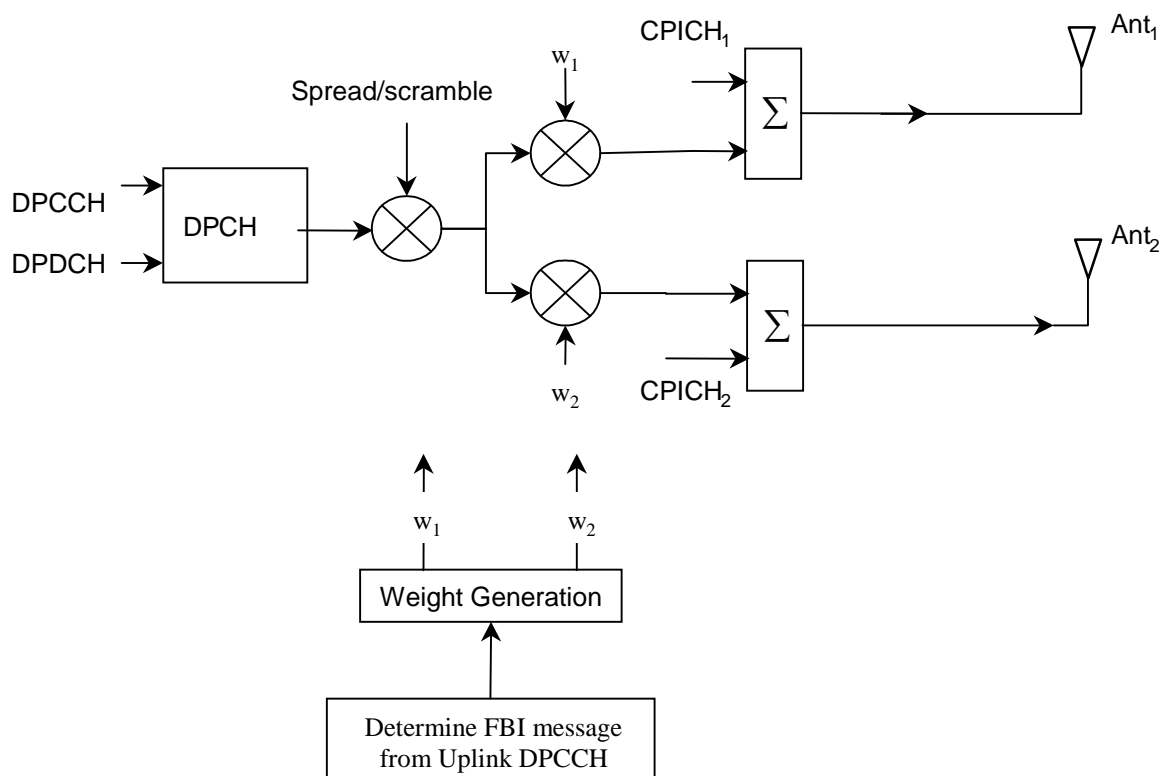 CPICH₁
Ant₁
w₁
Spread/scramble
Σ
DPCCH
DPCH
DPDCH
Ant₂
Σ
w₂
CPICH₂
w₁
w₂
Weight Generation
Determine FBI message
from Uplink DPCCH